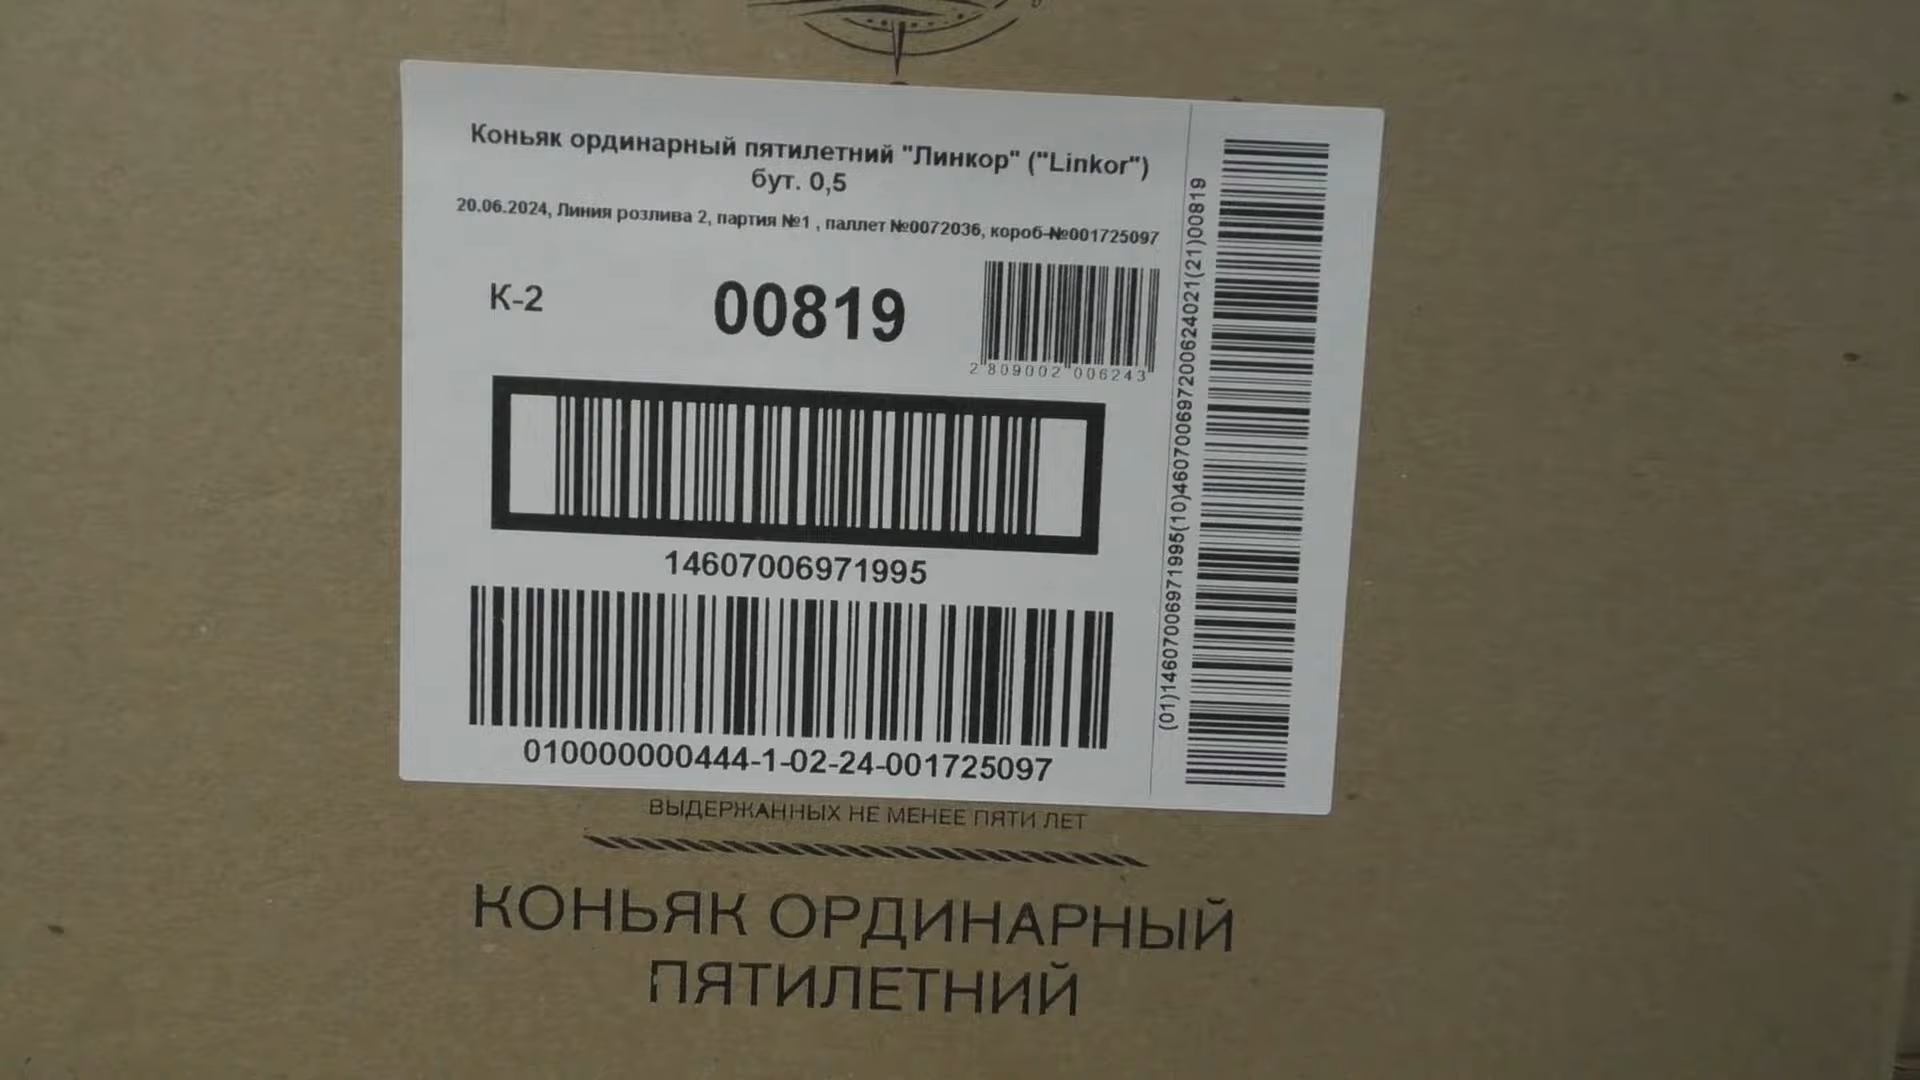 Коньяк ординарный пятилетний "Линкор" ("Linkor")
бут. 0,5
20.06.2024, Линия розлива 2, партия №1 , паллет №0072036, короб-№001725097
К-2
00819
2 809002 006243
14607006971995
010000000444-1-02-24-001725097
(01)14607006971995(10)460700697200624021(21)00819
ВЫДЕРЖАННЫХ НЕ МЕНЕЕ ПЯТИ ЛЕТ
КОНЬЯК ОРДИНАРНЫЙ
ПЯТИЛЕТНИЙ